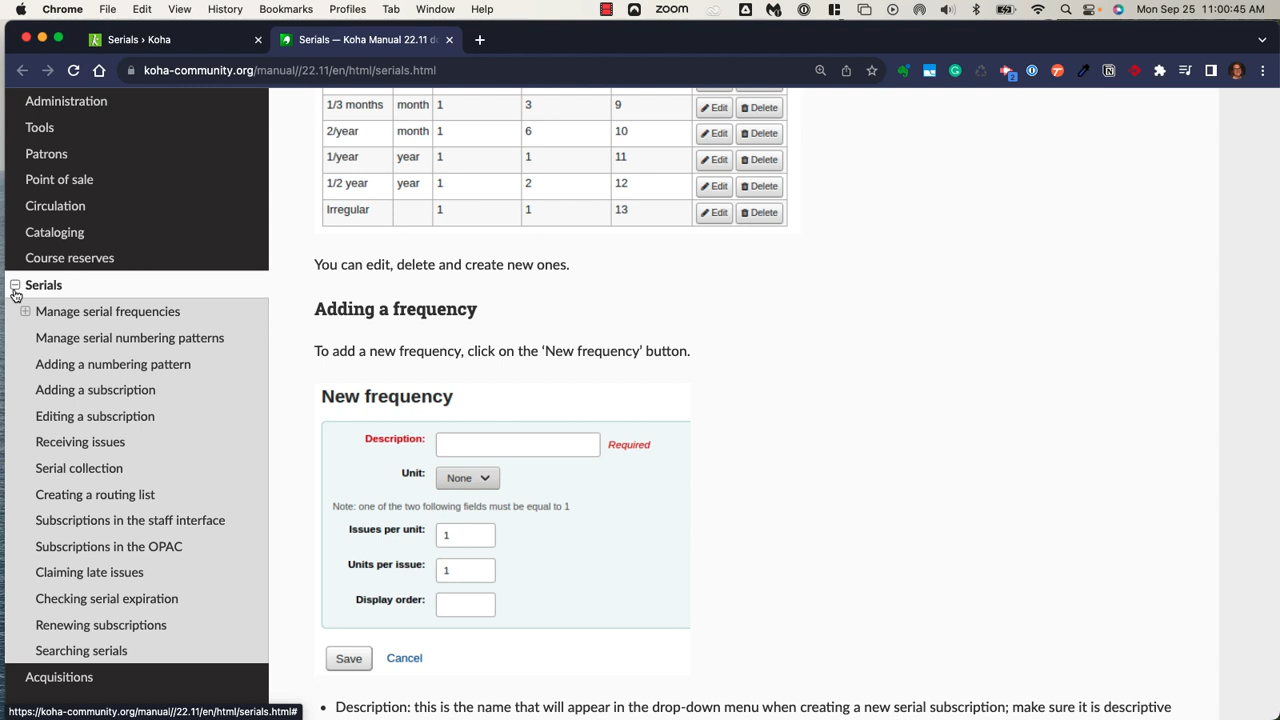 Chrome File Edit View History Bookmarks Profiles Tab Window Help zoom Mon Sep 25 11:00:45 AM
Serials › Koha
Serials — Koha Manual 22.11 d
koha-community.org/manual//22.11/en/html/serials.html
2
Administration
Tools
Patrons
Point of sale
Circulation
Cataloging
Course reserves
Serials
Manage serial frequencies
Manage serial numbering patterns
Adding a numbering pattern
Adding a subscription
Editing a subscription
Receiving issues
Serial collection
Creating a routing list
Subscriptions in the staff interface
Subscriptions in the OPAC
Claiming late issues
Checking serial expiration
Renewing subscriptions
Searching serials
Acquisitions
https://koha-community.org/manual//22.11/en/html/serials.html#
1/3 months month 1 3 9 Edit Delete
2/year month 1 6 10 Edit Delete
1/year year 1 1 11 Edit Delete
1/2 year year 1 2 12 Edit Delete
Irregular 1 1 13 Edit Delete
You can edit, delete and create new ones.
Adding a frequency
To add a new frequency, click on the ‘New frequency’ button.
New frequency
Description: Required
Unit: None
Note: one of the two following fields must be equal to 1
Issues per unit: 1
Units per issue: 1
Display order:
Save Cancel
• Description: this is the name that will appear in the drop-down menu when creating a new serial subscription; make sure it is descriptive